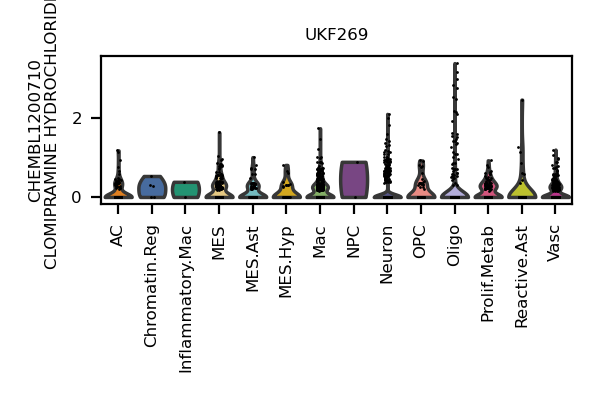 UKF269
CHEMBL1200710
CLOMIPRAMINE HYDROCHLORIDE
2
0
AC
Chromatin.Reg
Inflammatory.Mac
MES
MES.Ast
MES.Hyp
Mac
NPC
Neuron
OPC
Oligo
Prolif.Metab
Reactive.Ast
Vasc